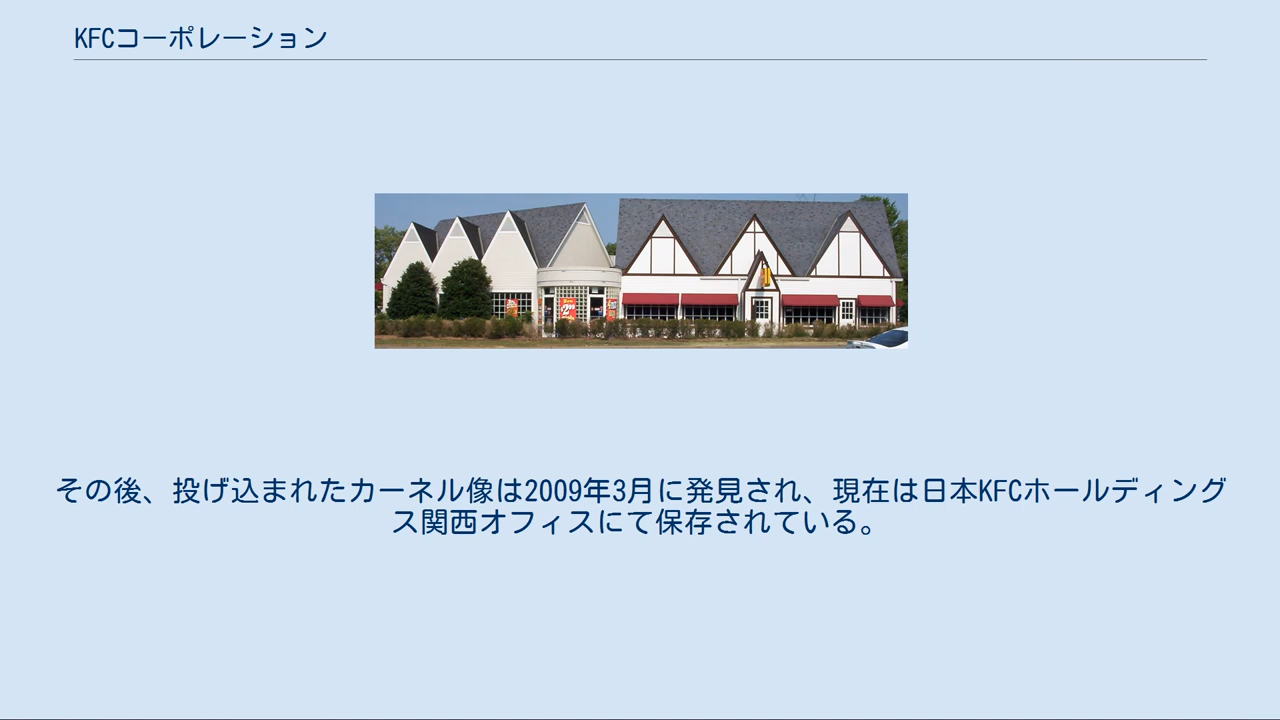 KFCコーポレーション
その後、投げ込まれたカーネル像は2009年3月に発見され、現在は日本KFCホールディング
ス関西オフィスにて保存されている。